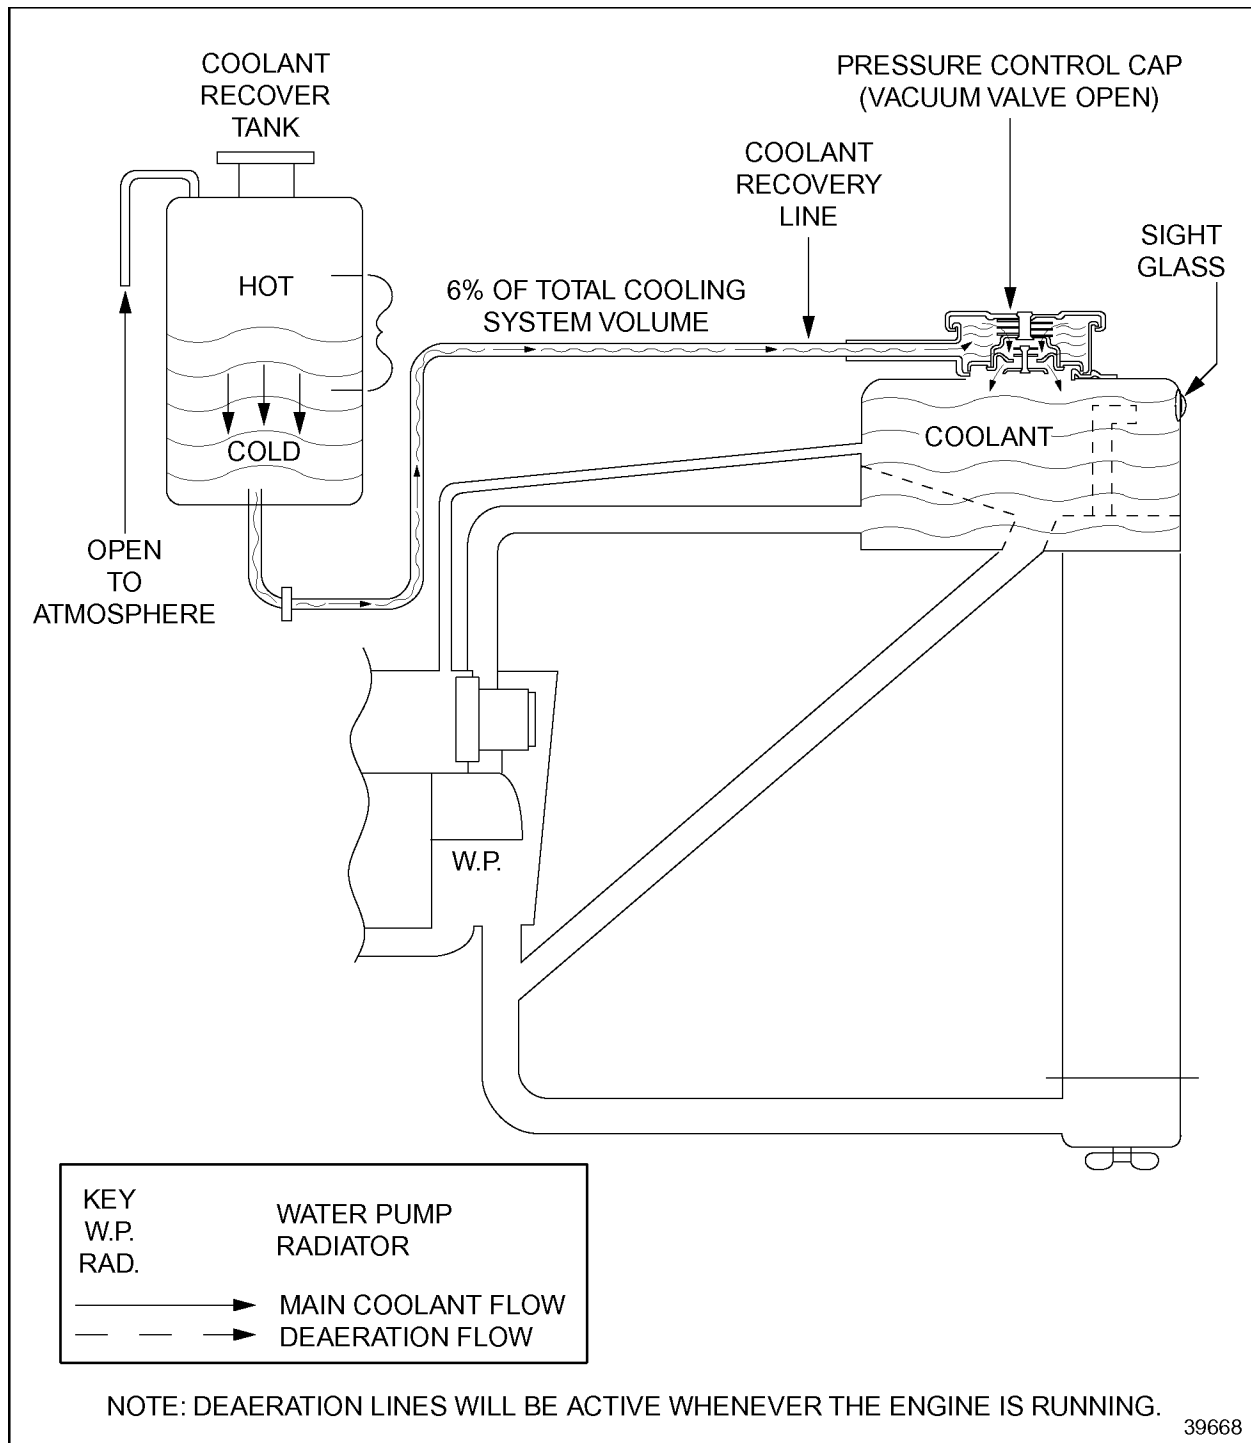 COOLANT
RECOVER
TANK
PRESSURE CONTROL CAP
(VACUUM VALVE OPEN)
COOLANT
RECOVERY
LINE
SIGHT
GLASS
HOT
6% OF TOTAL COOLING
SYSTEM VOLUME
COLD
COOLANT
OPEN
TO
ATMOSPHERE
W.P.
KEY
W.P. WATER PUMP
RAD. RADIATOR
MAIN COOLANT FLOW
DEAERATION FLOW
NOTE: DEAERATION LINES WILL BE ACTIVE WHENEVER THE ENGINE IS RUNNING.
39668